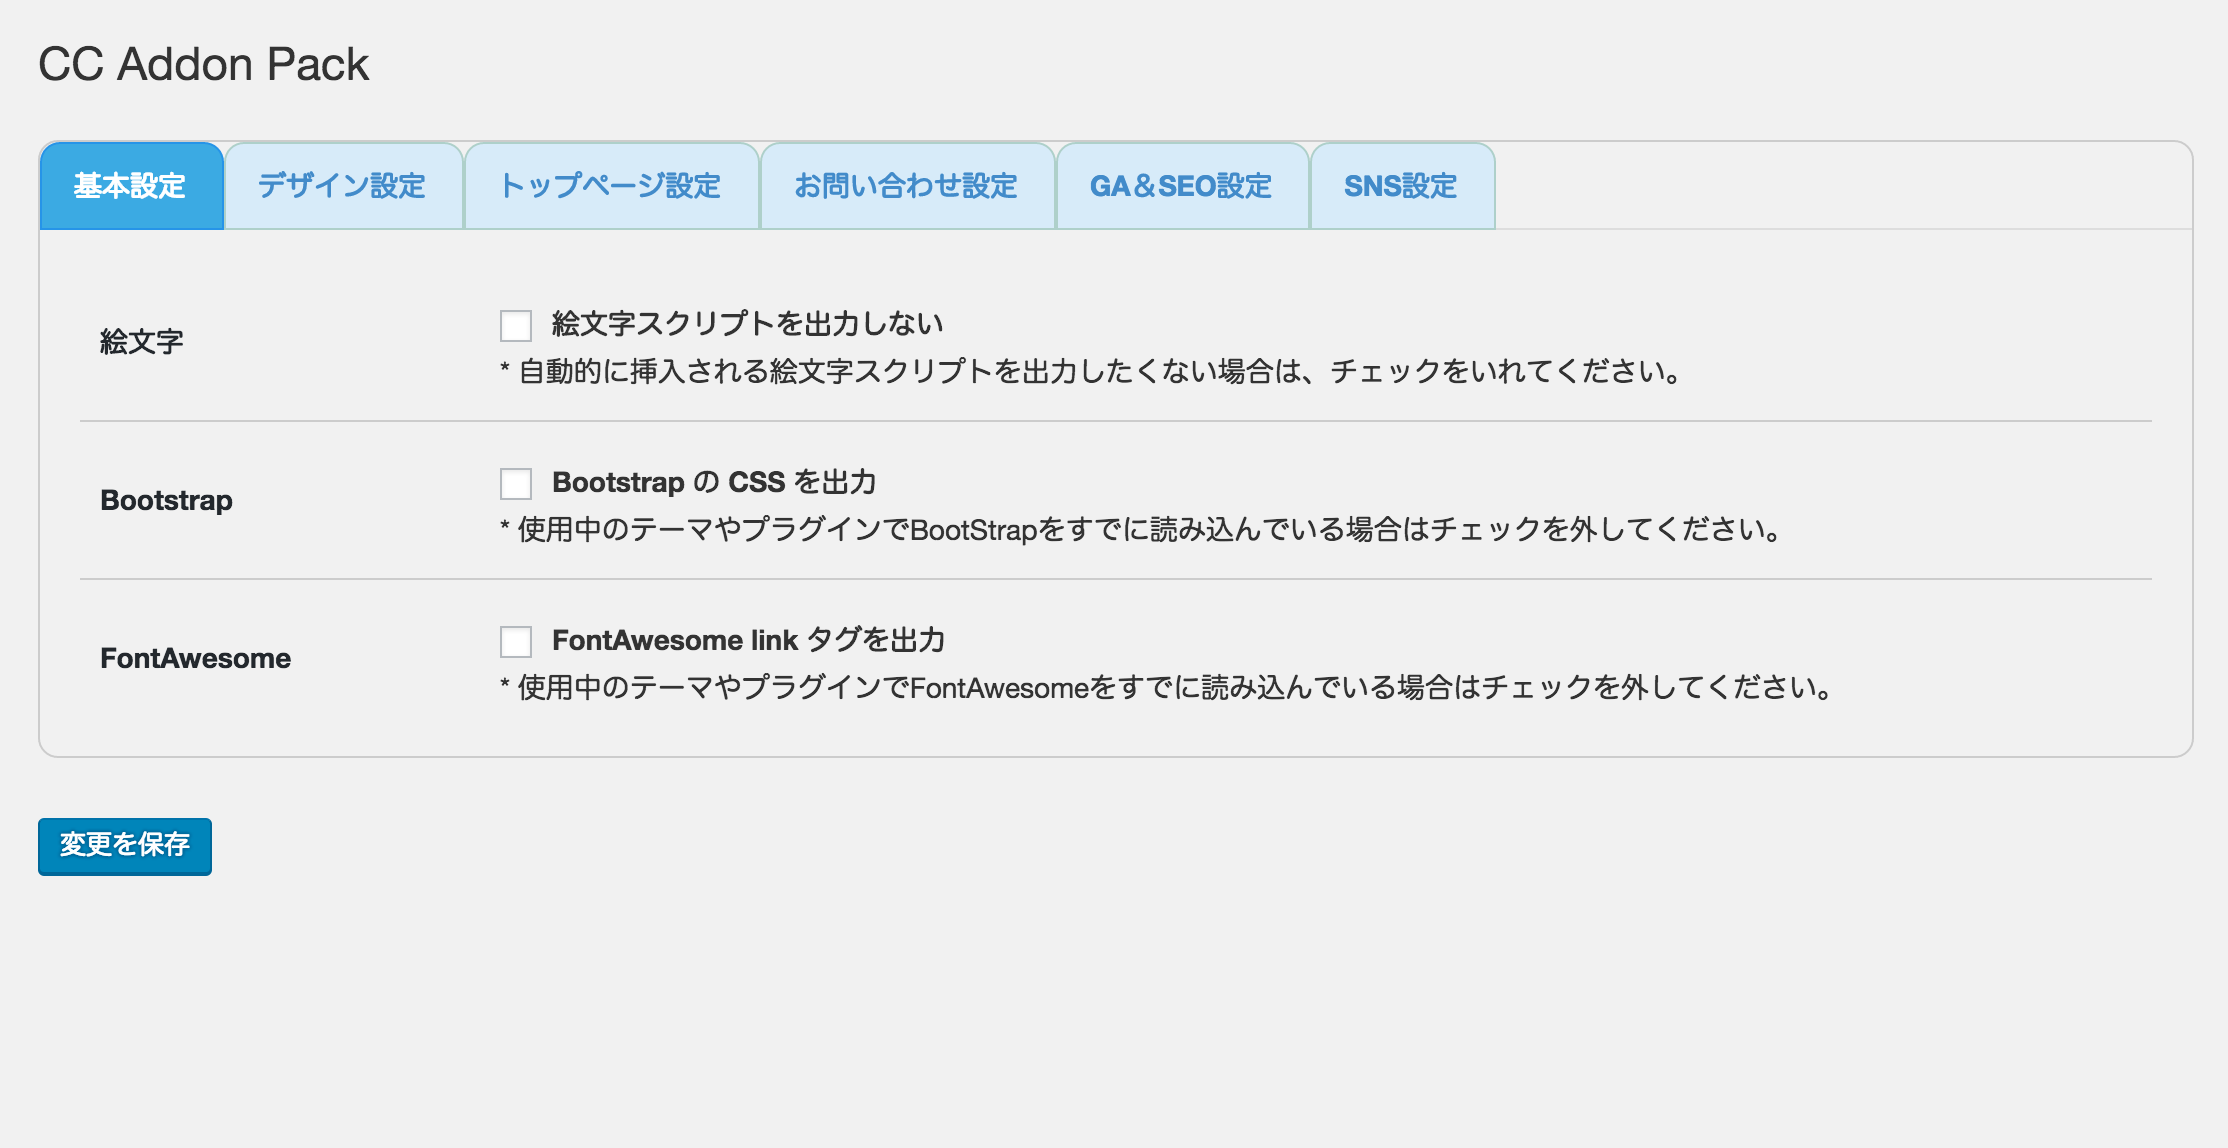 CC Addon Pack
基本設定 デザイン設定 トップページ設定 お問い合わせ設定 GA＆SEO設定 SNS設定
絵文字
絵文字スクリプトを出力しない
* 自動的に挿入される絵文字スクリプトを出力したくない場合は、チェックをいれてください。
Bootstrap
Bootstrap の CSS を出力
* 使用中のテーマやプラグインでBootStrapをすでに読み込んでいる場合はチェックを外してください。
FontAwesome
FontAwesome link タグを出力
* 使用中のテーマやプラグインでFontAwesomeをすでに読み込んでいる場合はチェックを外してください。
変更を保存